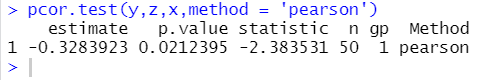 > pcor.test(y,z,x,method = 'pearson')
estimate p.value statistic n gp Method
1 -0.3283923 0.0212395 -2.383531 50 1 pearson
>